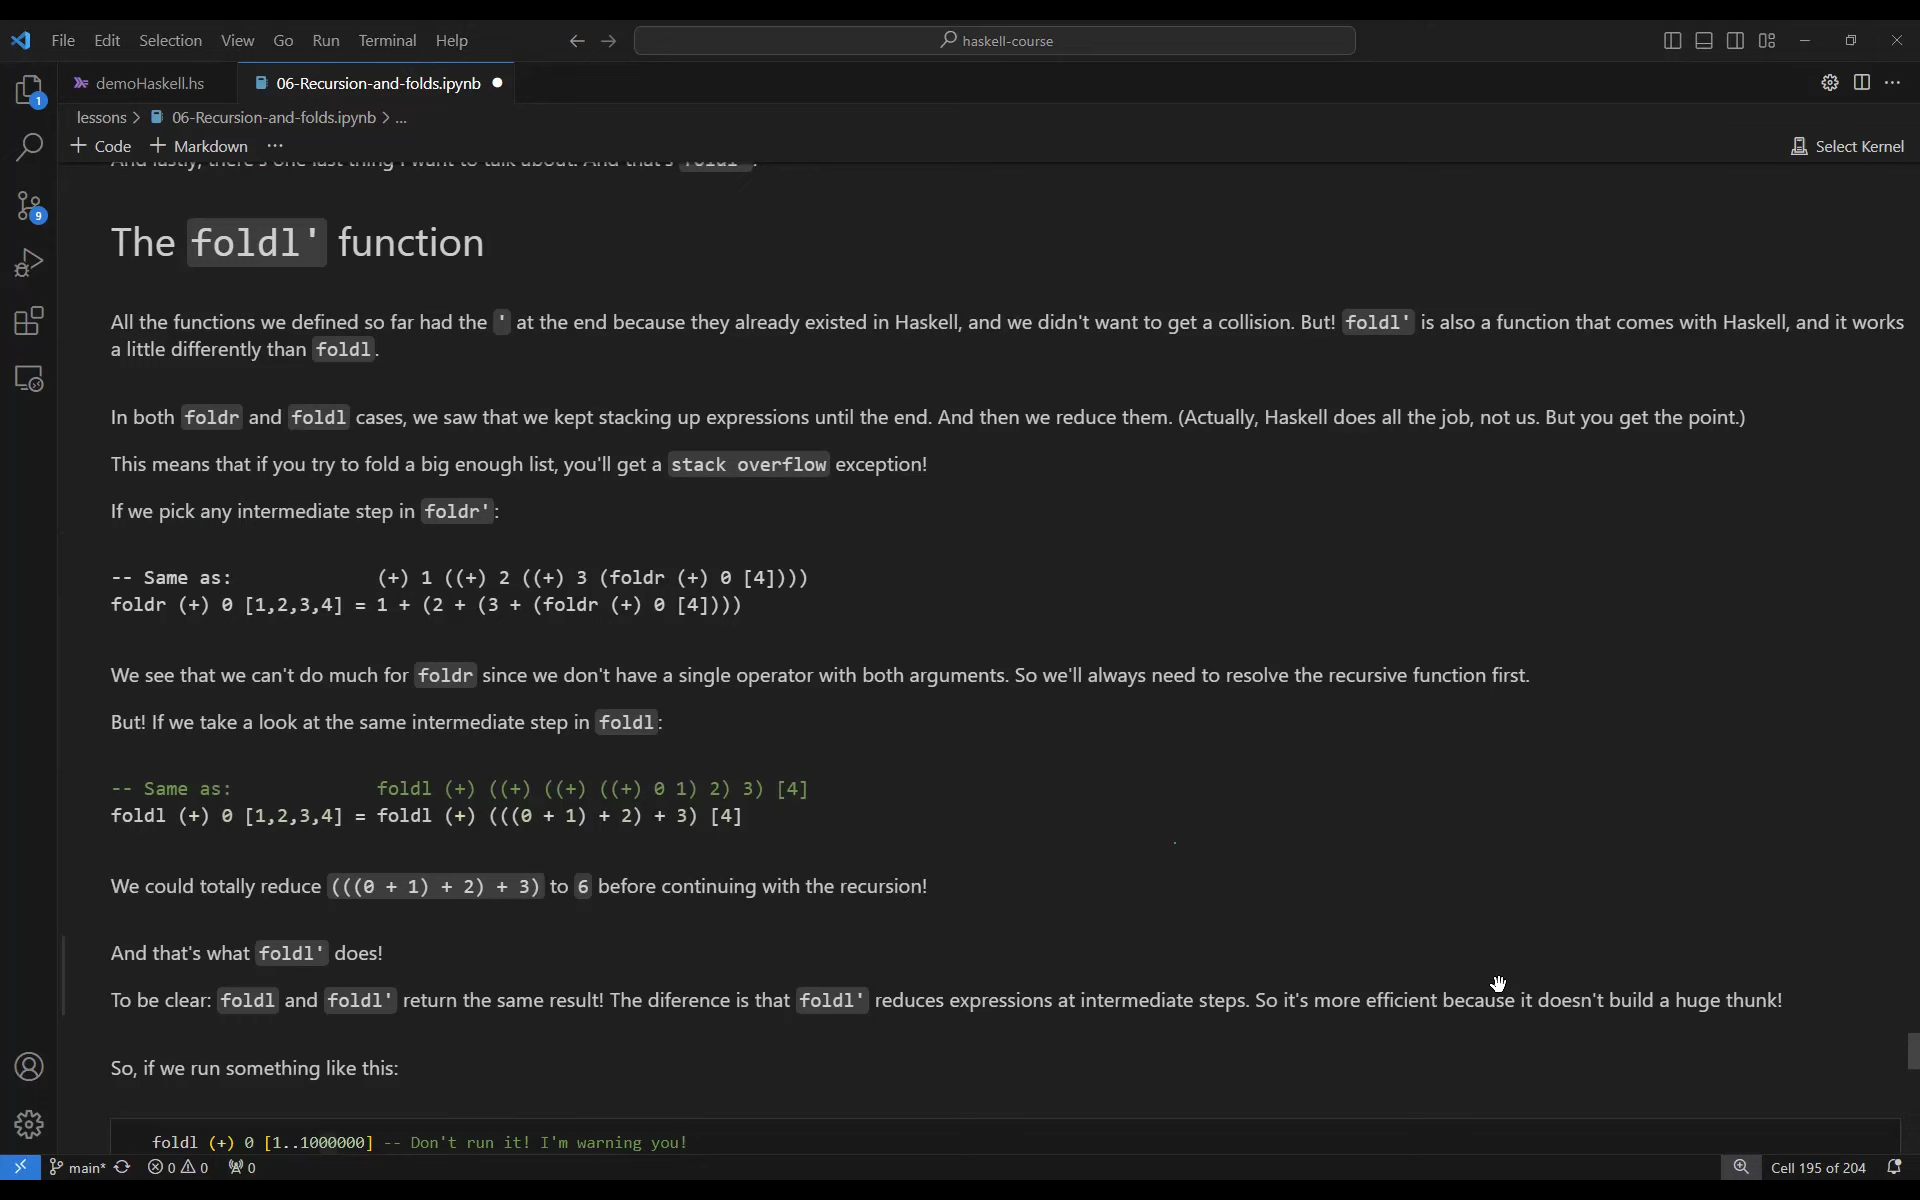 File Edit Selection View Go Run Terminal Help
haskell-course
demoHaskell.hs
06-Recursion-and-folds.ipynb
lessons > 06-Recursion-and-folds.ipynb > ...
+ Code + Markdown ...
Select Kernel
And lastly, there's one last thing I want to talk about. And that's foldl'.
The foldl' function
All the functions we defined so far had the ' at the end because they already existed in Haskell, and we didn't want to get a collision. But! foldl' is also a function that comes with Haskell, and it works
a little differently than foldl.
In both foldr and foldl cases, we saw that we kept stacking up expressions until the end. And then we reduce them. (Actually, Haskell does all the job, not us. But you get the point.)
This means that if you try to fold a big enough list, you'll get a stack overflow exception!
If we pick any intermediate step in foldr':
-- Same as: (+) 1 ((+) 2 ((+) 3 (foldr (+) 0 [4])))
foldr (+) 0 [1,2,3,4] = 1 + (2 + (3 + (foldr (+) 0 [4])))
We see that we can't do much for foldr since we don't have a single operator with both arguments. So we'll always need to resolve the recursive function first.
But! If we take a look at the same intermediate step in foldl:
-- Same as: foldl (+) ((+) ((+) ((+) 0 1) 2) 3) [4]
foldl (+) 0 [1,2,3,4] = foldl (+) (((0 + 1) + 2) + 3) [4]
We could totally reduce (((0 + 1) + 2) + 3) to 6 before continuing with the recursion!
And that's what foldl' does!
To be clear: foldl and foldl' return the same result! The diference is that foldl' reduces expressions at intermediate steps. So it's more efficient because it doesn't build a huge thunk!
So, if we run something like this:
foldl (+) 0 [1..1000000] -- Don't run it! I'm warning you!
1
9
main* 0 0 0
Cell 195 of 204